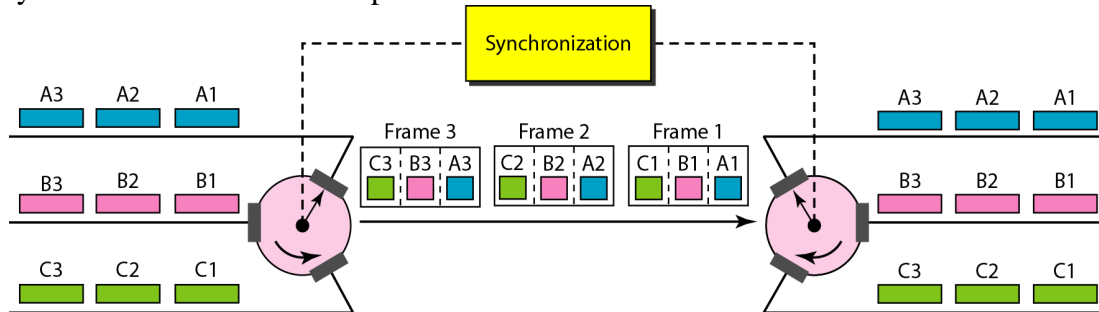 Synchronization
A3 A2 A1
A3 A2 A1
Frame 3 Frame 2 Frame 1
C3 B3 A3 C2 B2 A2 C1 B1 A1
B3 B2 B1
B3 B2 B1
C3 C2 C1
C3 C2 C1